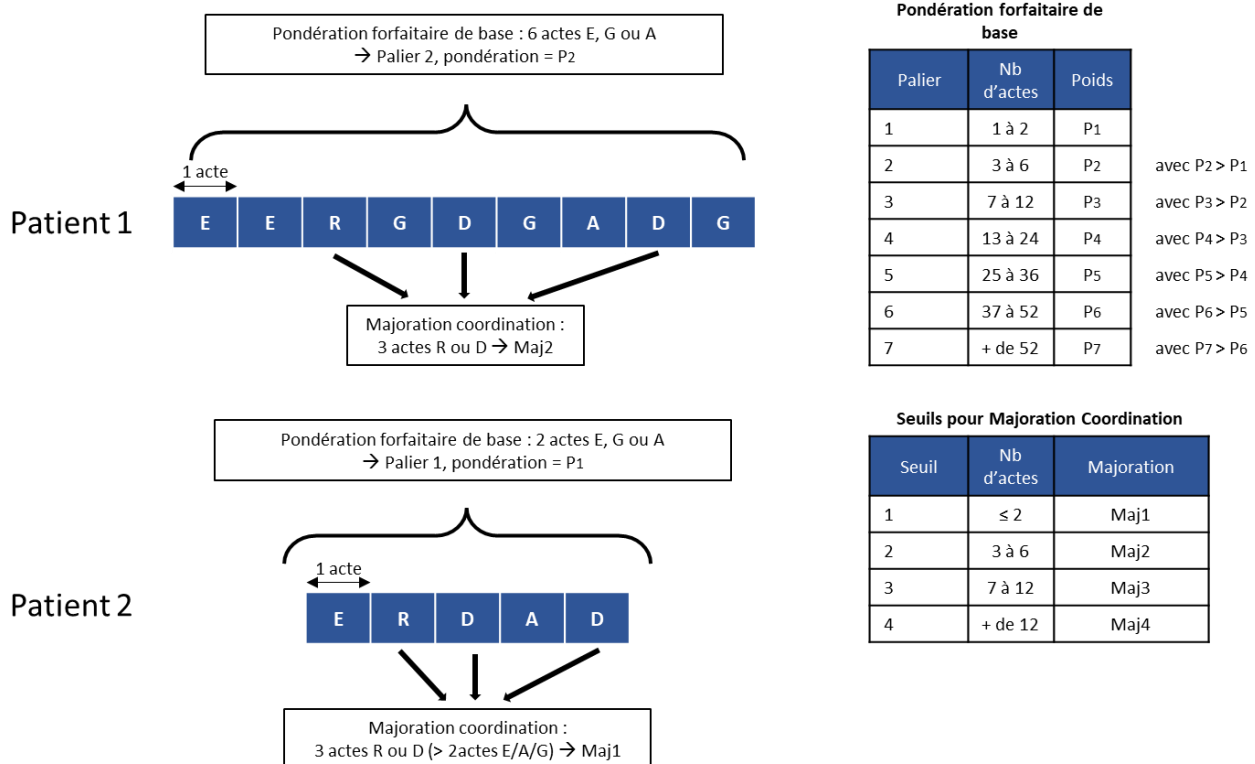 Pondération forfaitaire de base : 6 actes E, G ou A
→ Palier 2, pondération = P2
1 acte
Patient 1
E E R G D G A D G
Majoration coordination :
3 actes R ou D → Maj2
Pondération forfaitaire de base : 2 actes E, G ou A
→ Palier 1, pondération = P1
1 acte
Patient 2
E R D A D
Majoration coordination :
3 actes R ou D (> 2actes E/A/G) → Maj1
Pondération forfaitaire de
base
Palier Nb d'actes Poids
1 1 à 2 P1
2 3 à 6 P2 avec P2 > P1
3 7 à 12 P3 avec P3 > P2
4 13 à 24 P4 avec P4 > P3
5 25 à 36 P5 avec P5 > P4
6 37 à 52 P6 avec P6 > P5
7 + de 52 P7 avec P7 > P6
Seuils pour Majoration Coordination
Seuil Nb d'actes Majoration
1 ≤ 2 Maj1
2 3 à 6 Maj2
3 7 à 12 Maj3
4 + de 12 Maj4